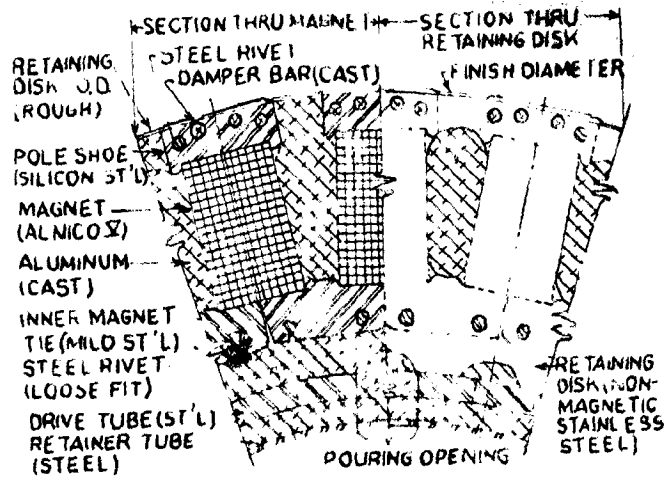 SECTION THRU MAGNET
SECTION THRU
RETAINING DISK
STEEL RIVET
DAMPER BAR (CAST)
FINISH DIAMETER
RETAINING
DISK O.D.
(ROUGH)
POLE SHOE
(SILICON ST'L)
MAGNET
(ALNICO V)
ALUMINUM
(CAST)
INNER MAGNET
TIE (MILD ST'L)
STEEL RIVET
(LOOSE FIT)
DRIVE TUBE (ST'L)
RETAINER TUBE
(STEEL)
POURING OPENING
RETAINING
DISK (NON-
MAGNETIC
STAINLESS
STEEL)